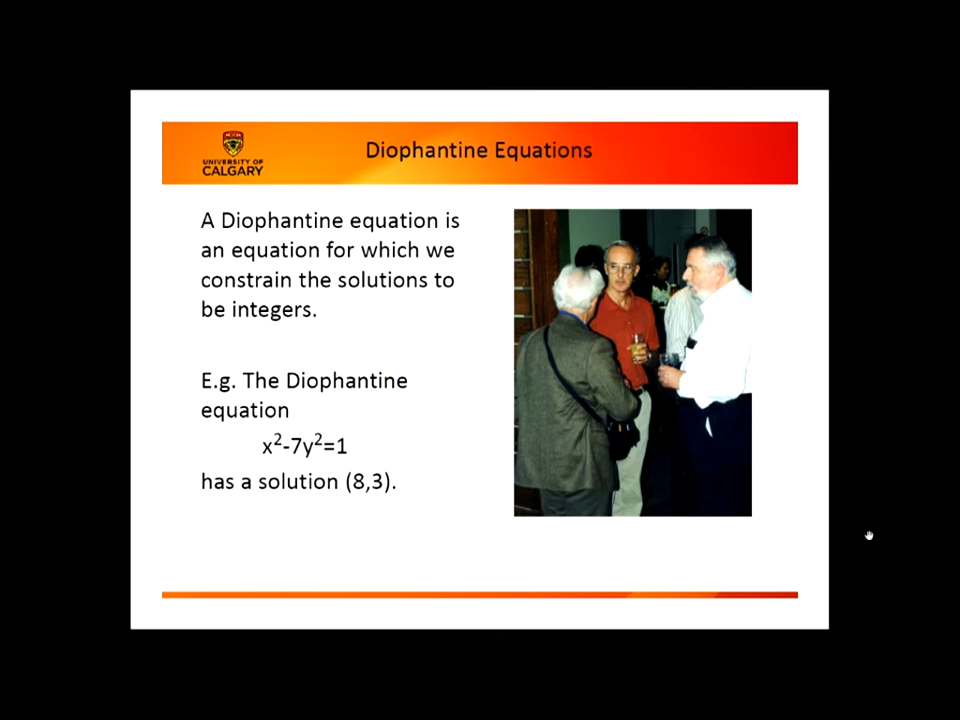 UNIVERSITY OF
CALGARY
Diophantine Equations
A Diophantine equation is
an equation for which we
constrain the solutions to
be integers.
E.g. The Diophantine
equation
x²-7y²=1
has a solution (8,3).